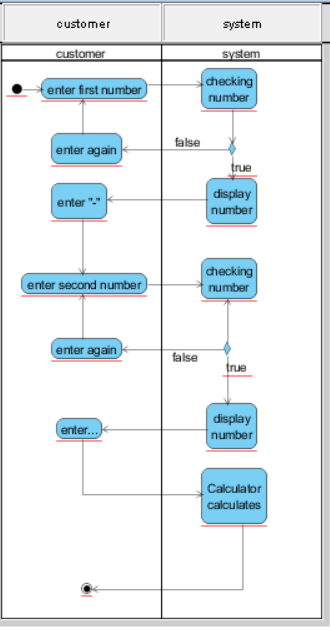 customer
system
customer
system
enter first number
checking
number
false
enter again
true
enter "-"
display
number
enter second number
checking
number
enter again
false
true
enter...
display
number
Calculator
calculates